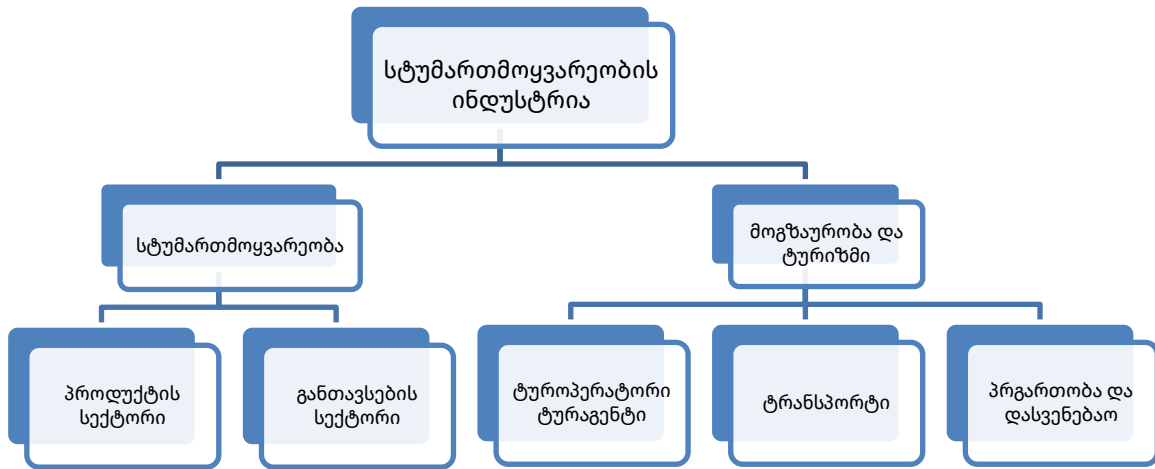 სტუმართმოყვარეობის
ინდუსტრია
სტუმართმოყვარეობა
მოგზაურობა და
ტურიზმი
პროდუქტის
სექტორი
განთავსების
სექტორი
ტუროპერატორი
ტურაგენტი
ტრანსპორტი
პრგართობა და
დასვენებაო